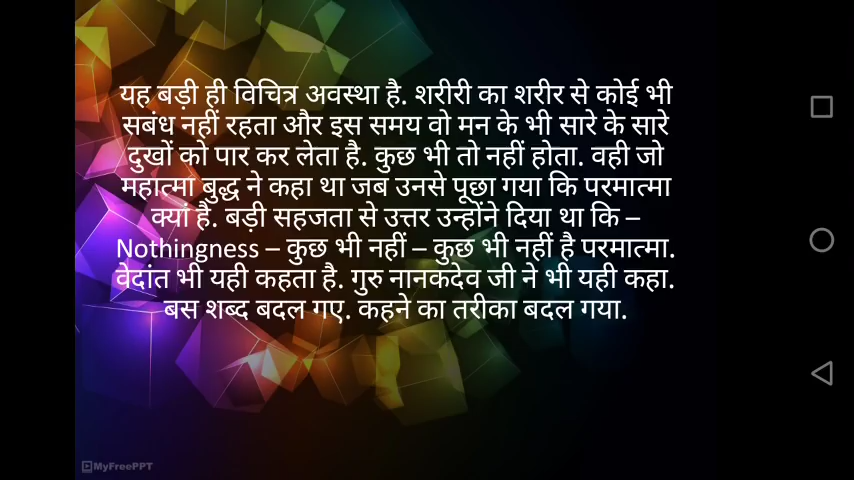 यह बड़ी ही विचित्र अवस्था है. शरीरी का शरीर से कोई भी
सबंध नहीं रहता और इस समय वो मन के भी सारे के सारे
दुखों को पार कर लेता है. कुछ भी तो नहीं होता. वही जो
महात्मा बुद्ध ने कहा था जब उनसे पूछा गया कि परमात्मा
क्यां है. बड़ी सहजता से उत्तर उन्होंने दिया था कि –
Nothingness – कुछ भी नहीं – कुछ भी नहीं है परमात्मा.
वेदांत भी यही कहता है. गुरु नानकदेव जी ने भी यही कहा.
बस शब्द बदल गए. कहने का तरीका बदल गया.
MyFreePPT